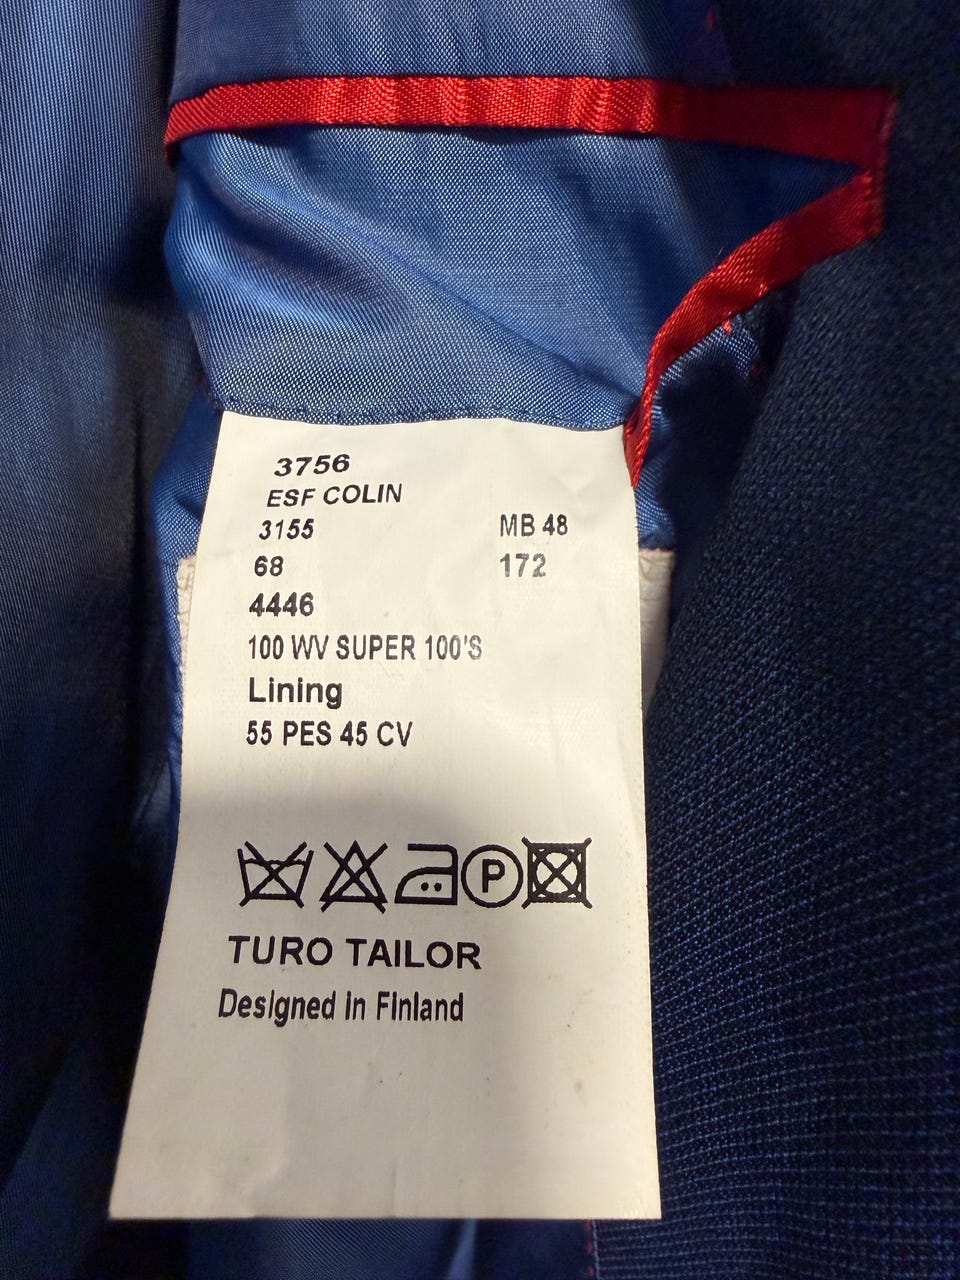 3756
ESF COLIN
3155 MB 48
68 172
4446
100 WV SUPER 100'S
Lining
55 PES 45 CV
P
TURO TAILOR
Designed in Finland